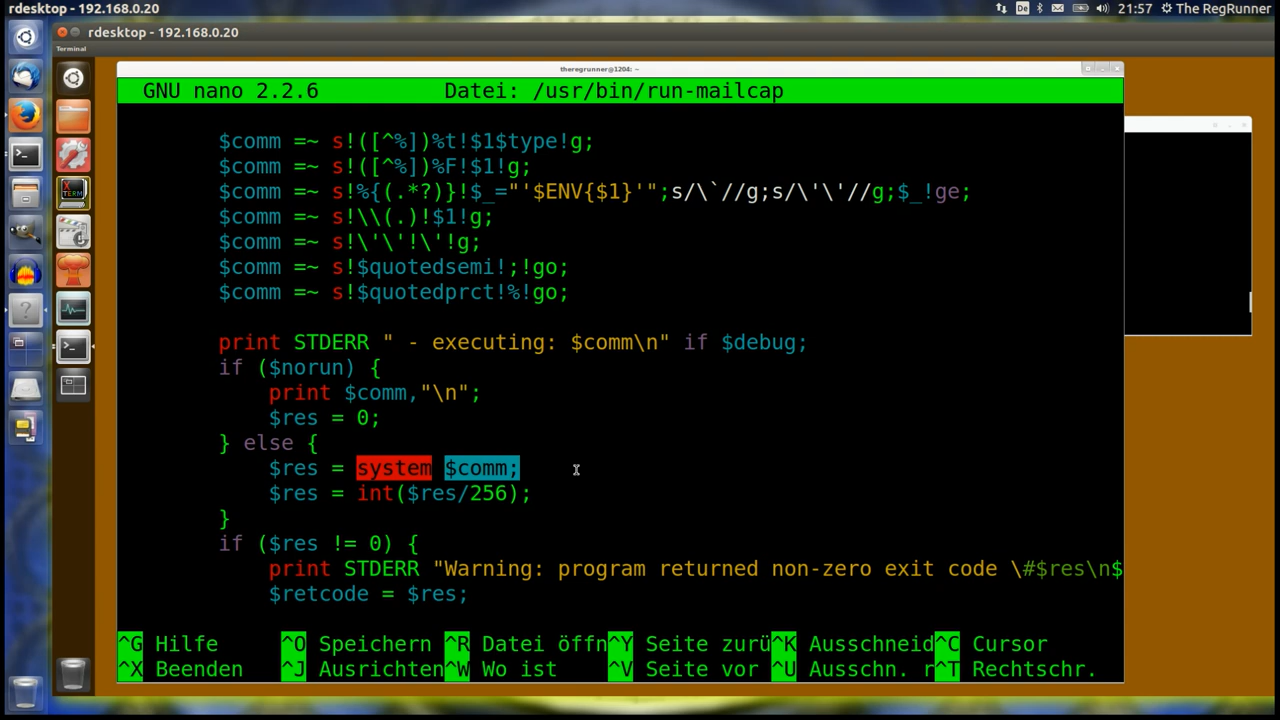 rdesktop - 192.168.0.20
De
21:57
The RegRunner
rdesktop - 192.168.0.20
Terminal
theregrunner@1204: ~
GNU nano 2.2.6 Datei: /usr/bin/run-mailcap
$comm =~ s!([^%])%t!$1$type!g;
$comm =~ s!([^%])%F!$1!g;
$comm =~ s!%{(.*?)}!$_="'$ENV{$1}'";s/\`//g;s/\'\'//g;$_!ge;
$comm =~ s!\\(.)!$1!g;
$comm =~ s!\'\'!\'!g;
$comm =~ s!$quotedsemi!;!go;
$comm =~ s!$quotedprct!%!go;
print STDERR " - executing: $comm\n" if $debug;
if ($norun) {
print $comm,"\n";
$res = 0;
} else {
$res = system $comm;
$res = int($res/256);
}
if ($res != 0) {
print STDERR "Warning: program returned non-zero exit code \#$res\n$
$retcode = $res;
^G Hilfe ^O Speichern ^R Datei öffn ^Y Seite zurü ^K Ausschneid ^C Cursor
^X Beenden ^J Ausrichten ^W Wo ist ^V Seite vor ^U Ausschn. r ^T Rechtschr.
XTERM